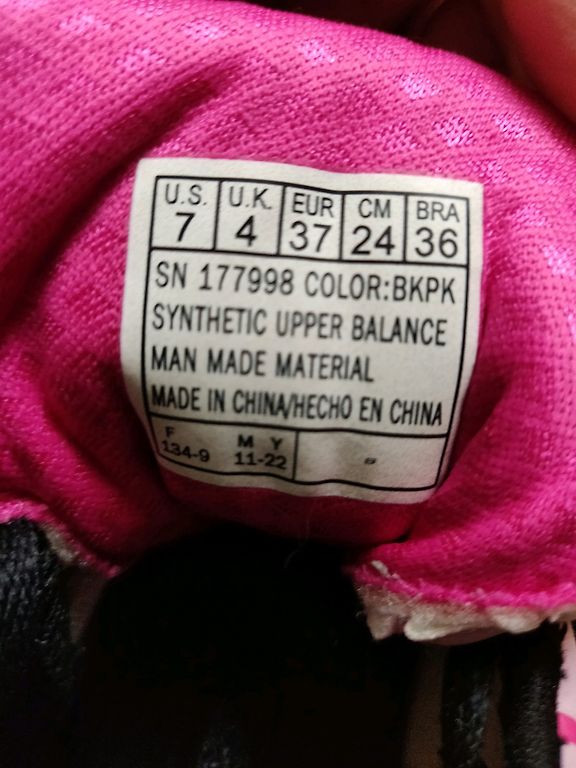 U.S. U.K. EUR CM BRA
7 4 37 24 36
SN 177998 COLOR:BKPK
SYNTHETIC UPPER BALANCE
MAN MADE MATERIAL
MADE IN CHINA/HECHO EN CHINA
F M Y
134-9 11-22